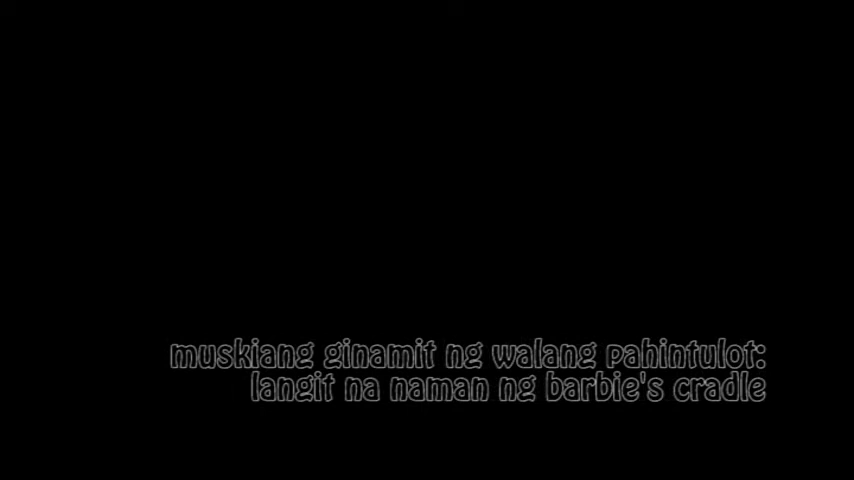 muskiang ginamit ng walang pahintulot:
langit na naman ng barbie's cradle